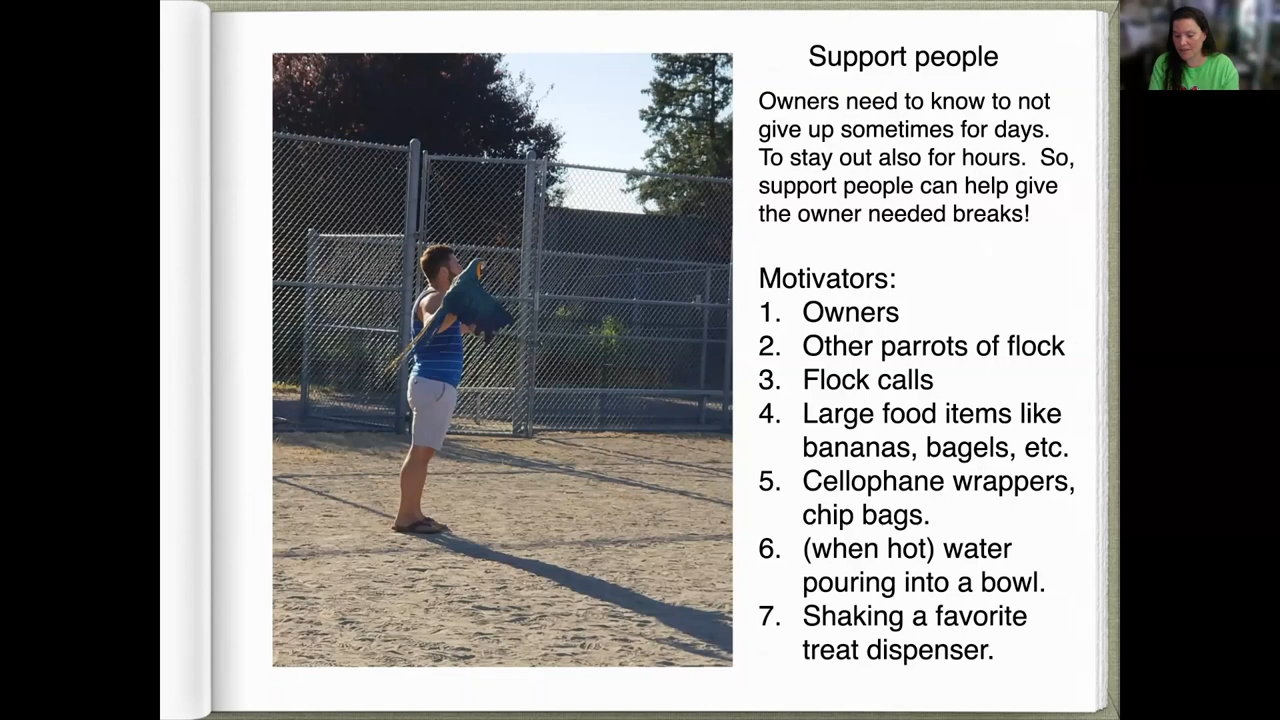 Support people
Owners need to know to not
give up sometimes for days.
To stay out also for hours.  So,
support people can help give
the owner needed breaks!
Motivators:
1. Owners
2. Other parrots of flock
3. Flock calls
4. Large food items like
bananas, bagels, etc.
5. Cellophane wrappers,
chip bags.
6. (when hot) water
pouring into a bowl.
7. Shaking a favorite
treat dispenser.